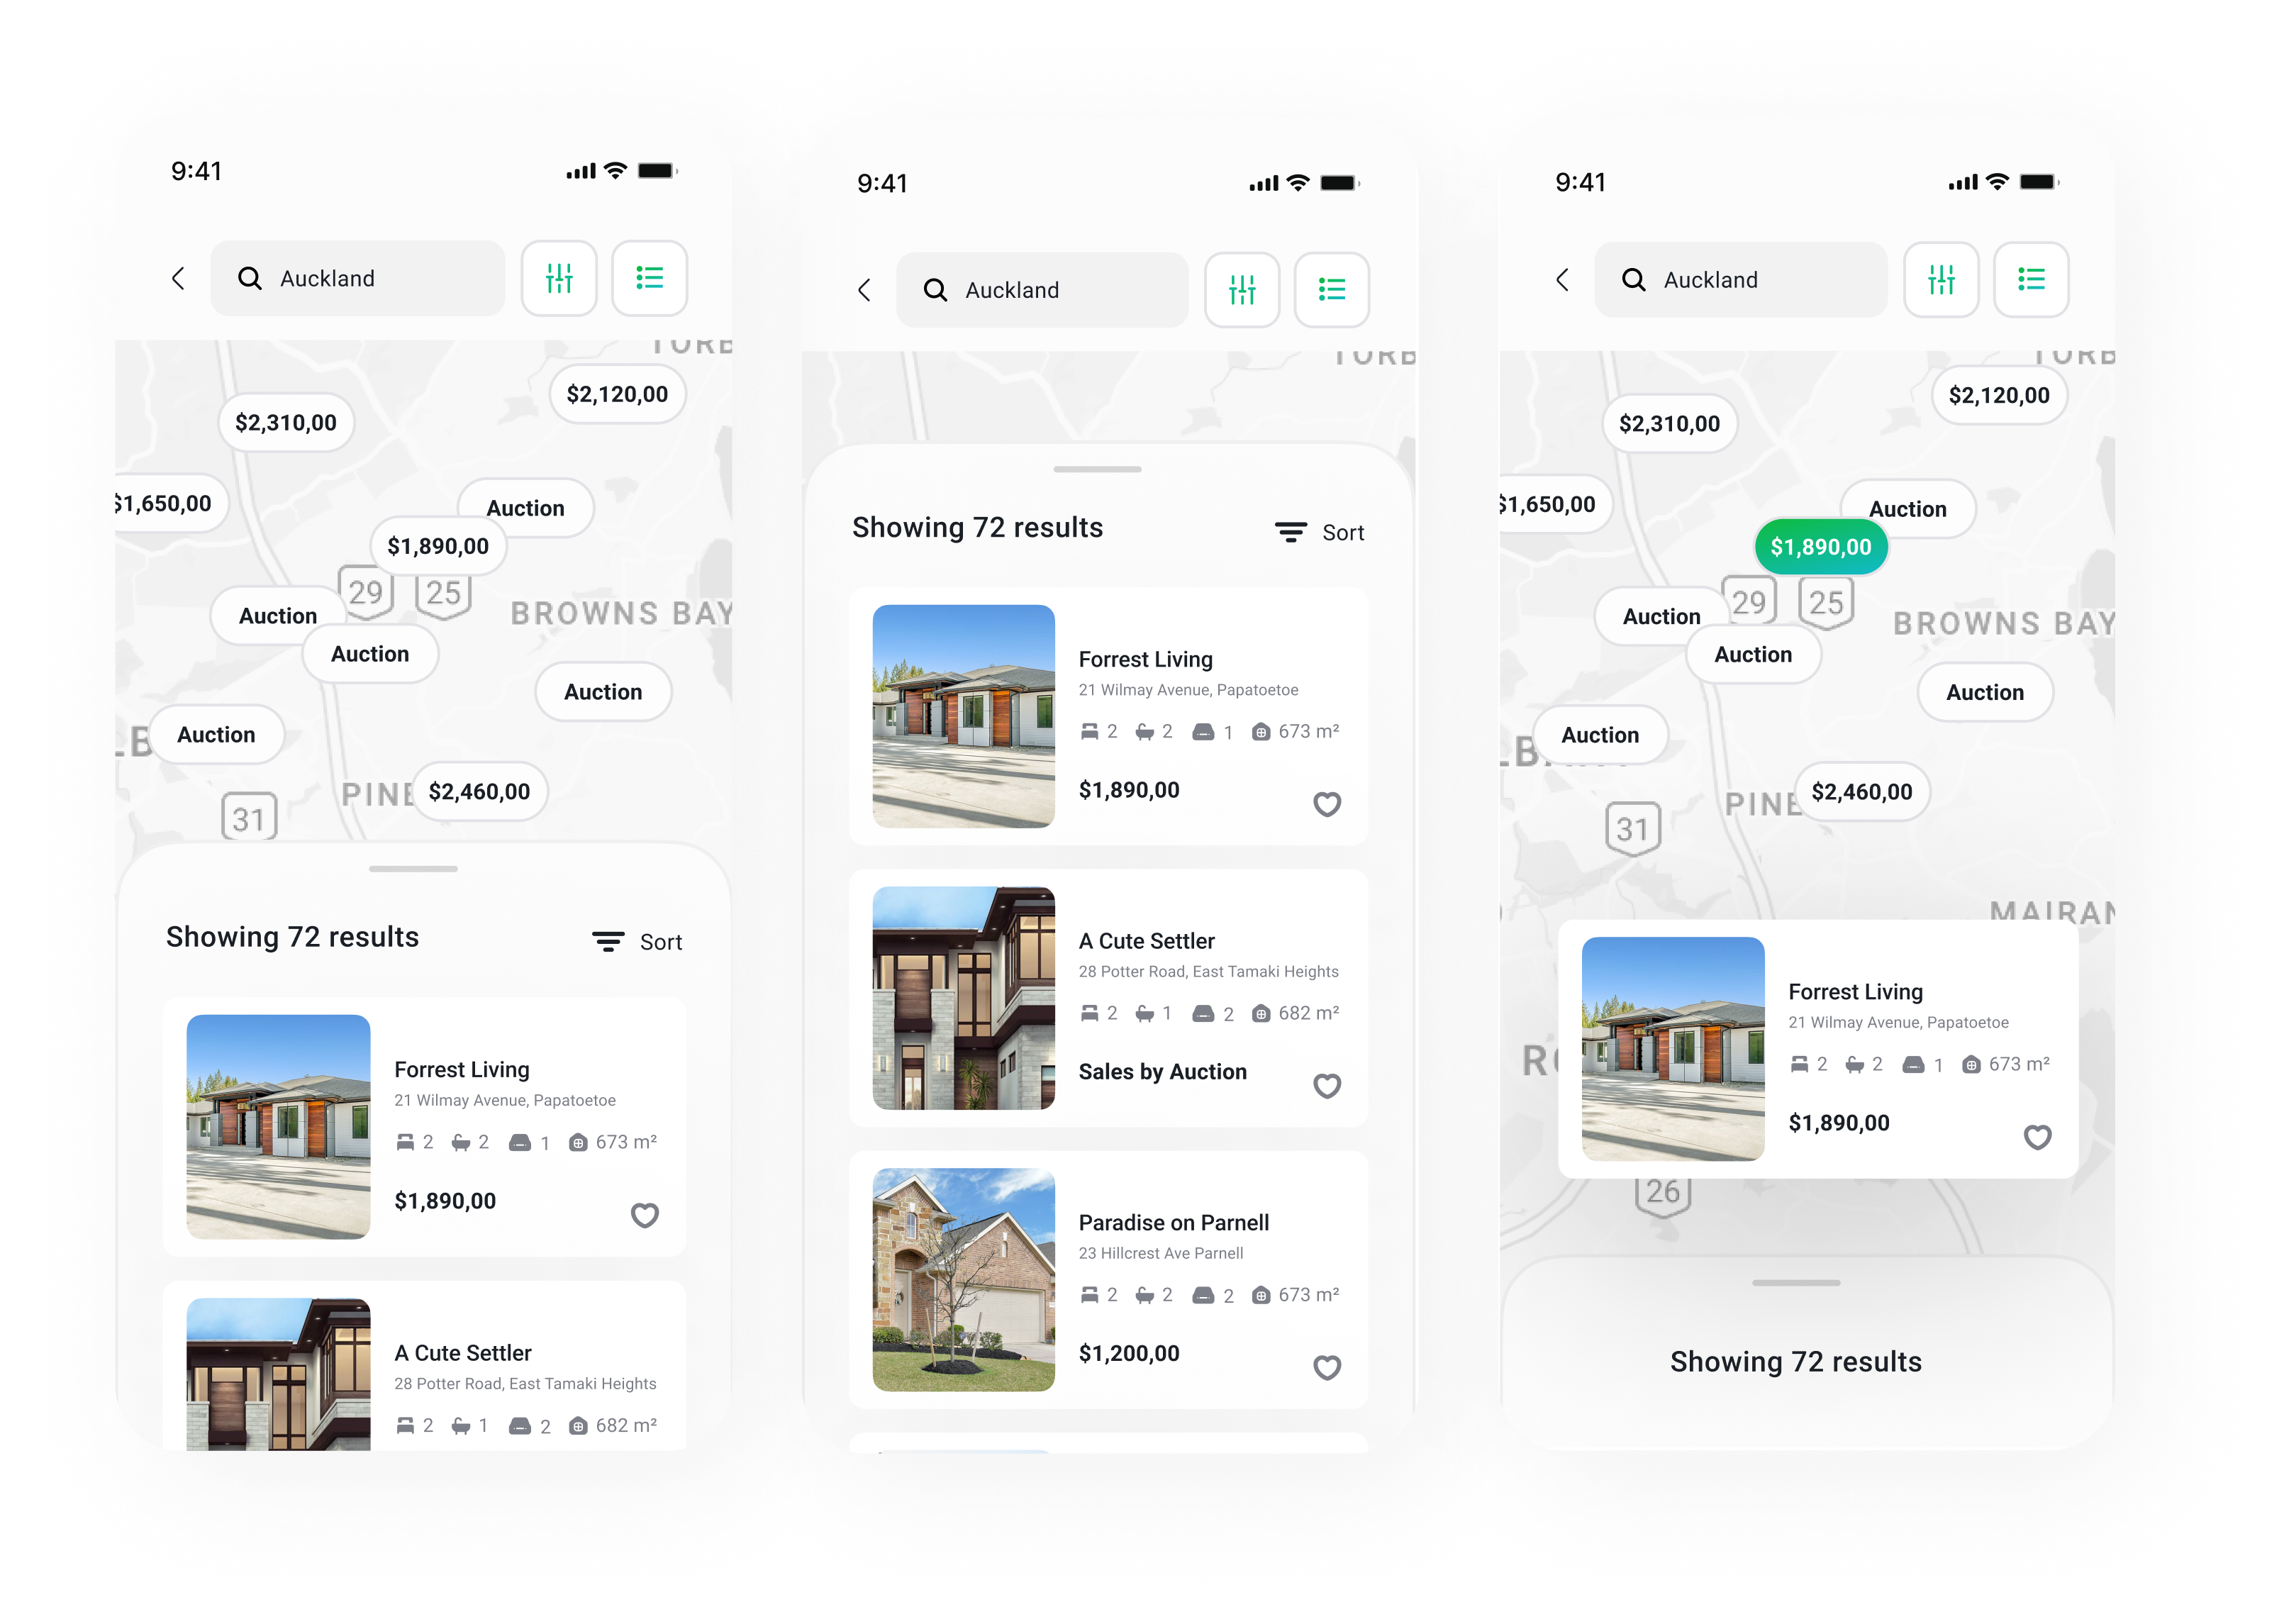 9:41
Auckland
TORB
$2,120,00
$2,310,00
$1,650,00
Auction
$1,890,00
29 25
Auction
BROWNS BAY
Auction
Auction
LB
Auction
PINE
$2,460,00
31
Showing 72 results
Sort
Forrest Living
21 Wilmay Avenue, Papatoetoe
2 2 1 673 m²
$1,890,00
A Cute Settler
28 Potter Road, East Tamaki Heights
2 1 2 682 m²
9:41
Auckland
TORB
Showing 72 results
Sort
Forrest Living
21 Wilmay Avenue, Papatoetoe
2 2 1 673 m²
$1,890,00
A Cute Settler
28 Potter Road, East Tamaki Heights
2 1 2 682 m²
Sales by Auction
Paradise on Parnell
23 Hillcrest Ave Parnell
2 2 2 673 m²
$1,200,00
9:41
Auckland
TORB
$2,120,00
$2,310,00
$1,650,00
Auction
$1,890,00
29 25
Auction
BROWNS BAY
Auction
Auction
Auction
LB
$2,460,00
PINE
31
MAIRAN
Forrest Living
21 Wilmay Avenue, Papatoetoe
2 2 1 673 m²
$1,890,00
26
Showing 72 results